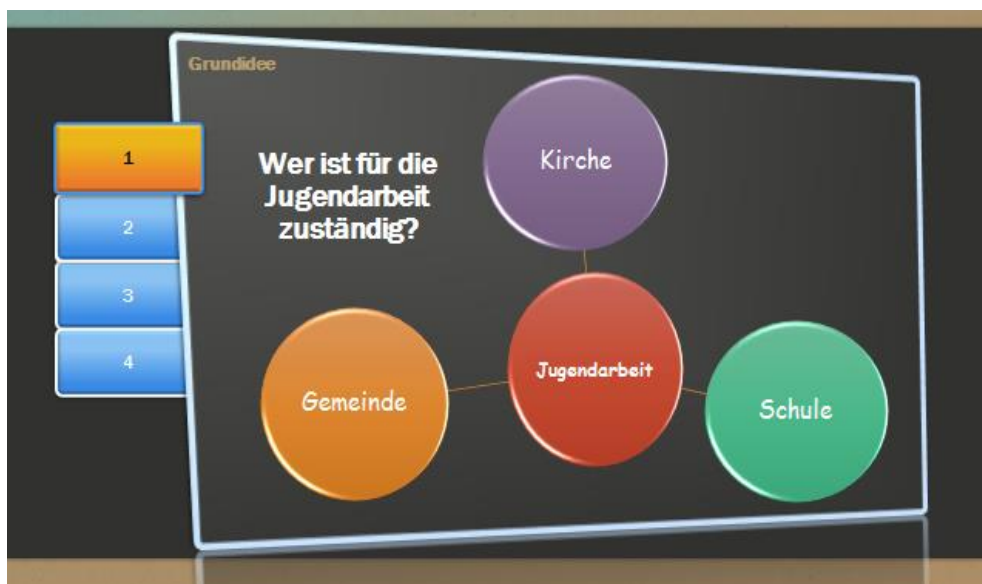 Grundidee
1
2
3
4
Wer ist für die
Jugendarbeit
zuständig?
Kirche
Jugendarbeit
Gemeinde
Schule